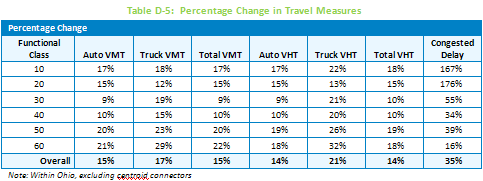 Table D-5: Percentage Change in Travel Measures
Percentage Change
Functional Class Auto VMT Truck VMT Total VMT Auto VHT Truck VHT Total VHT Congested Delay
10 17% 18% 17% 17% 22% 18% 167%
20 15% 12% 15% 15% 13% 15% 176%
30 9% 19% 9% 9% 21% 10% 55%
40 10% 15% 10% 10% 20% 10% 34%
50 20% 23% 20% 19% 26% 19% 39%
60 21% 29% 22% 18% 32% 18% 16%
Overall 15% 17% 15% 14% 21% 14% 35%
Note: Within Ohio, excluding centroid connectors